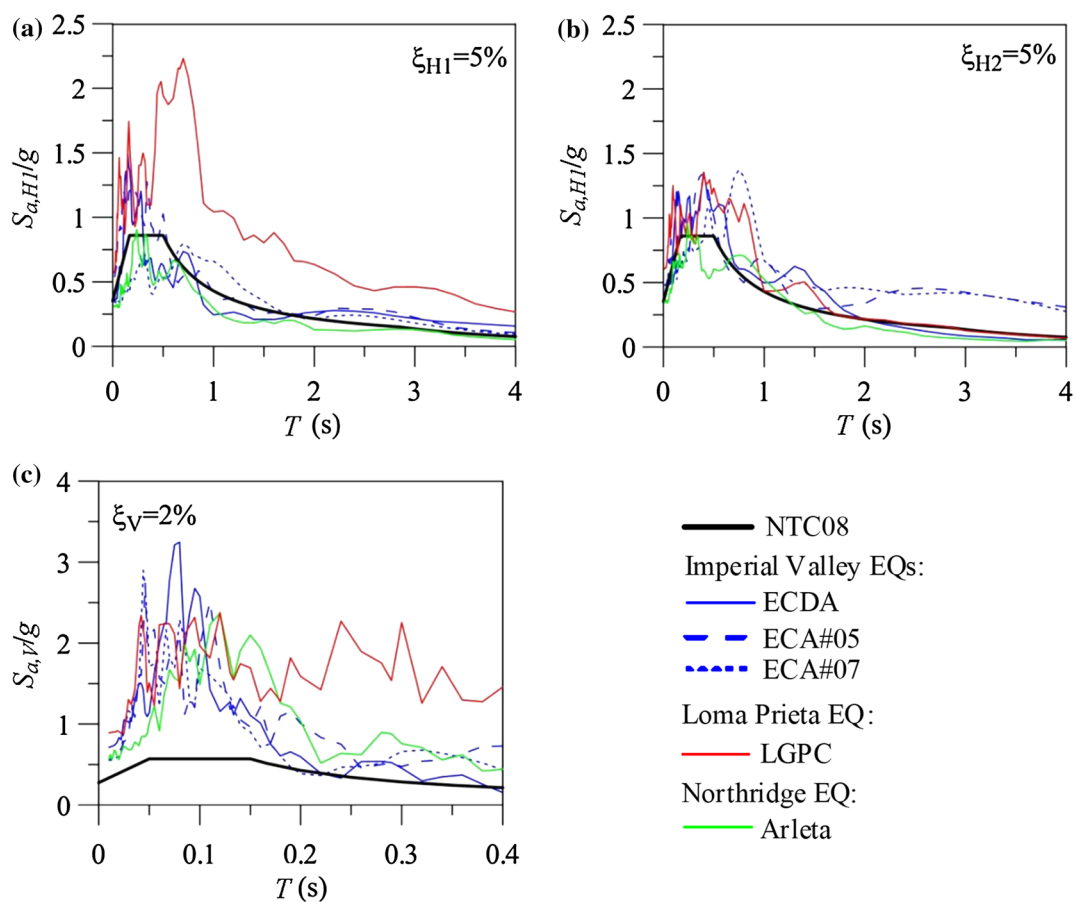 (a)
2.5
2
1.5
1
0.5
0
ξH1=5%
Sa,H1/g
0 1 2 3 4
T (s)
(b)
2.5
2
1.5
1
0.5
0
ξH2=5%
Sa,H1/g
0 1 2 3 4
T (s)
(c)
4
3
2
1
0
ξV=2%
Sa,V/g
0 0.1 0.2 0.3 0.4
T (s)
NTC08
Imperial Valley EQs:
ECDA
ECA#05
ECA#07
Loma Prieta EQ:
LGPC
Northridge EQ:
Arleta